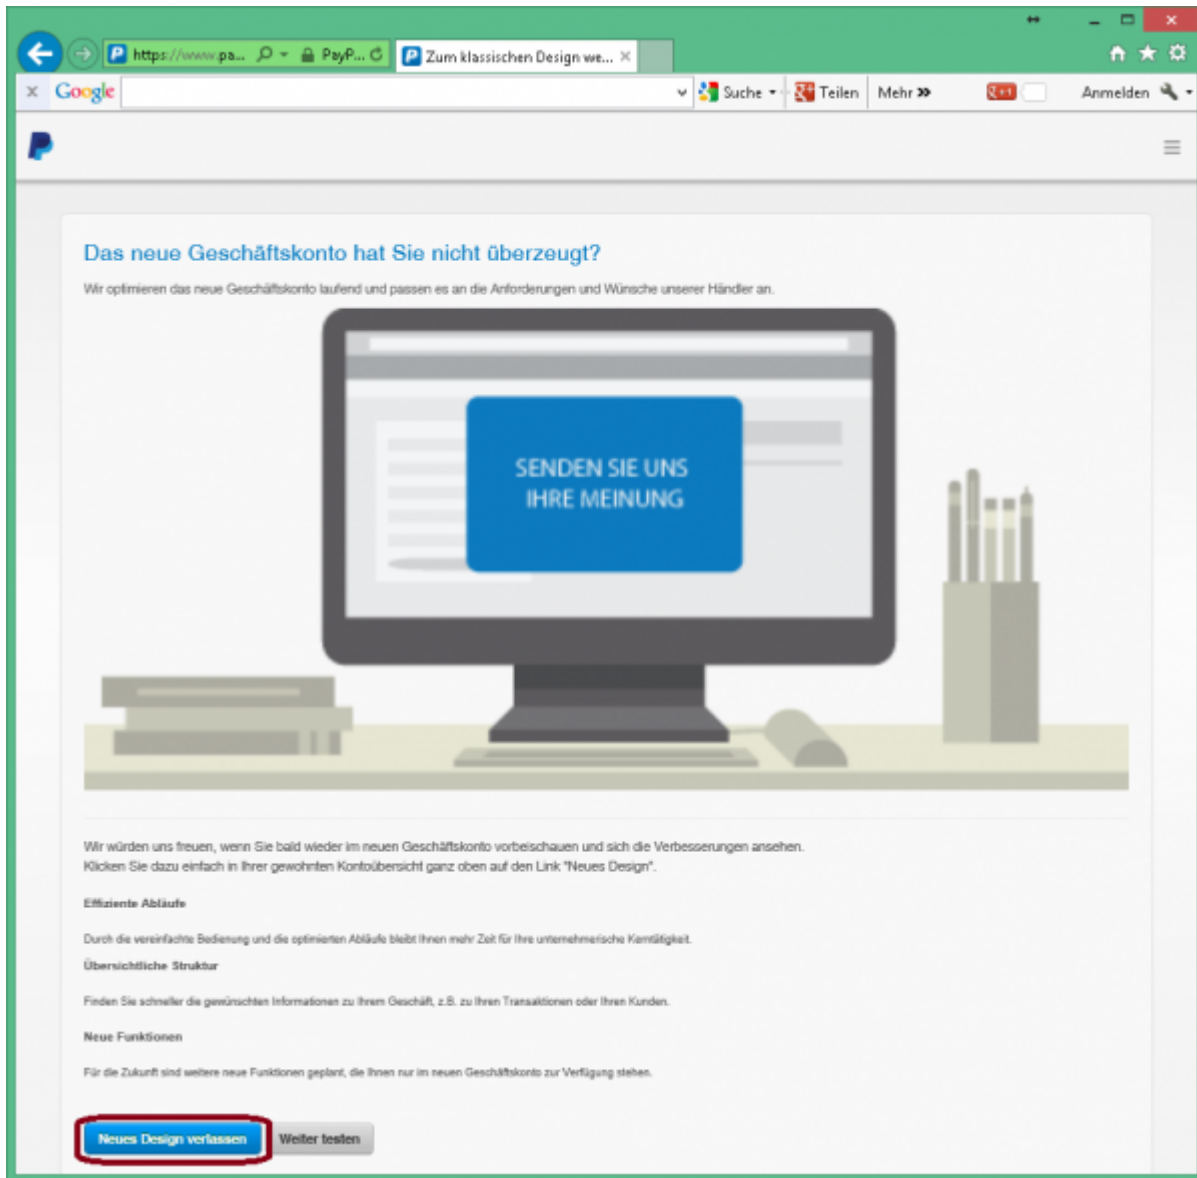 https://www.pa... PayP... Zum klassischen Design we...
Google Suche Teilen Mehr Anmelden
Das neue Geschäftskonto hat Sie nicht überzeugt?
Wir optimieren das neue Geschäftskonto laufend und passen es an die Anforderungen und Wünsche unserer Händler an.
SENDEN SIE UNS
IHRE MEINUNG
Wir würden uns freuen, wenn Sie bald wieder im neuen Geschäftskonto vorbeischauen und sich die Verbesserungen ansehen.
Klicken Sie dazu einfach in Ihrer gewohnten Kontoübersicht ganz oben auf den Link "Neues Design".
Effiziente Abläufe
Durch die vereinfachte Bedienung und die optimierten Abläufe bleibt Ihnen mehr Zeit für Ihre unternehmerische Kerntätigkeit.
Übersichtliche Struktur
Finden Sie schneller die gewünschten Informationen zu Ihrem Geschäft, z.B. zu Ihren Transaktionen oder Ihren Kunden.
Neue Funktionen
Für die Zukunft sind weitere neue Funktionen geplant, die Ihnen nur im neuen Geschäftskonto zur Verfügung stehen.
Neues Design verlassen Weiter testen